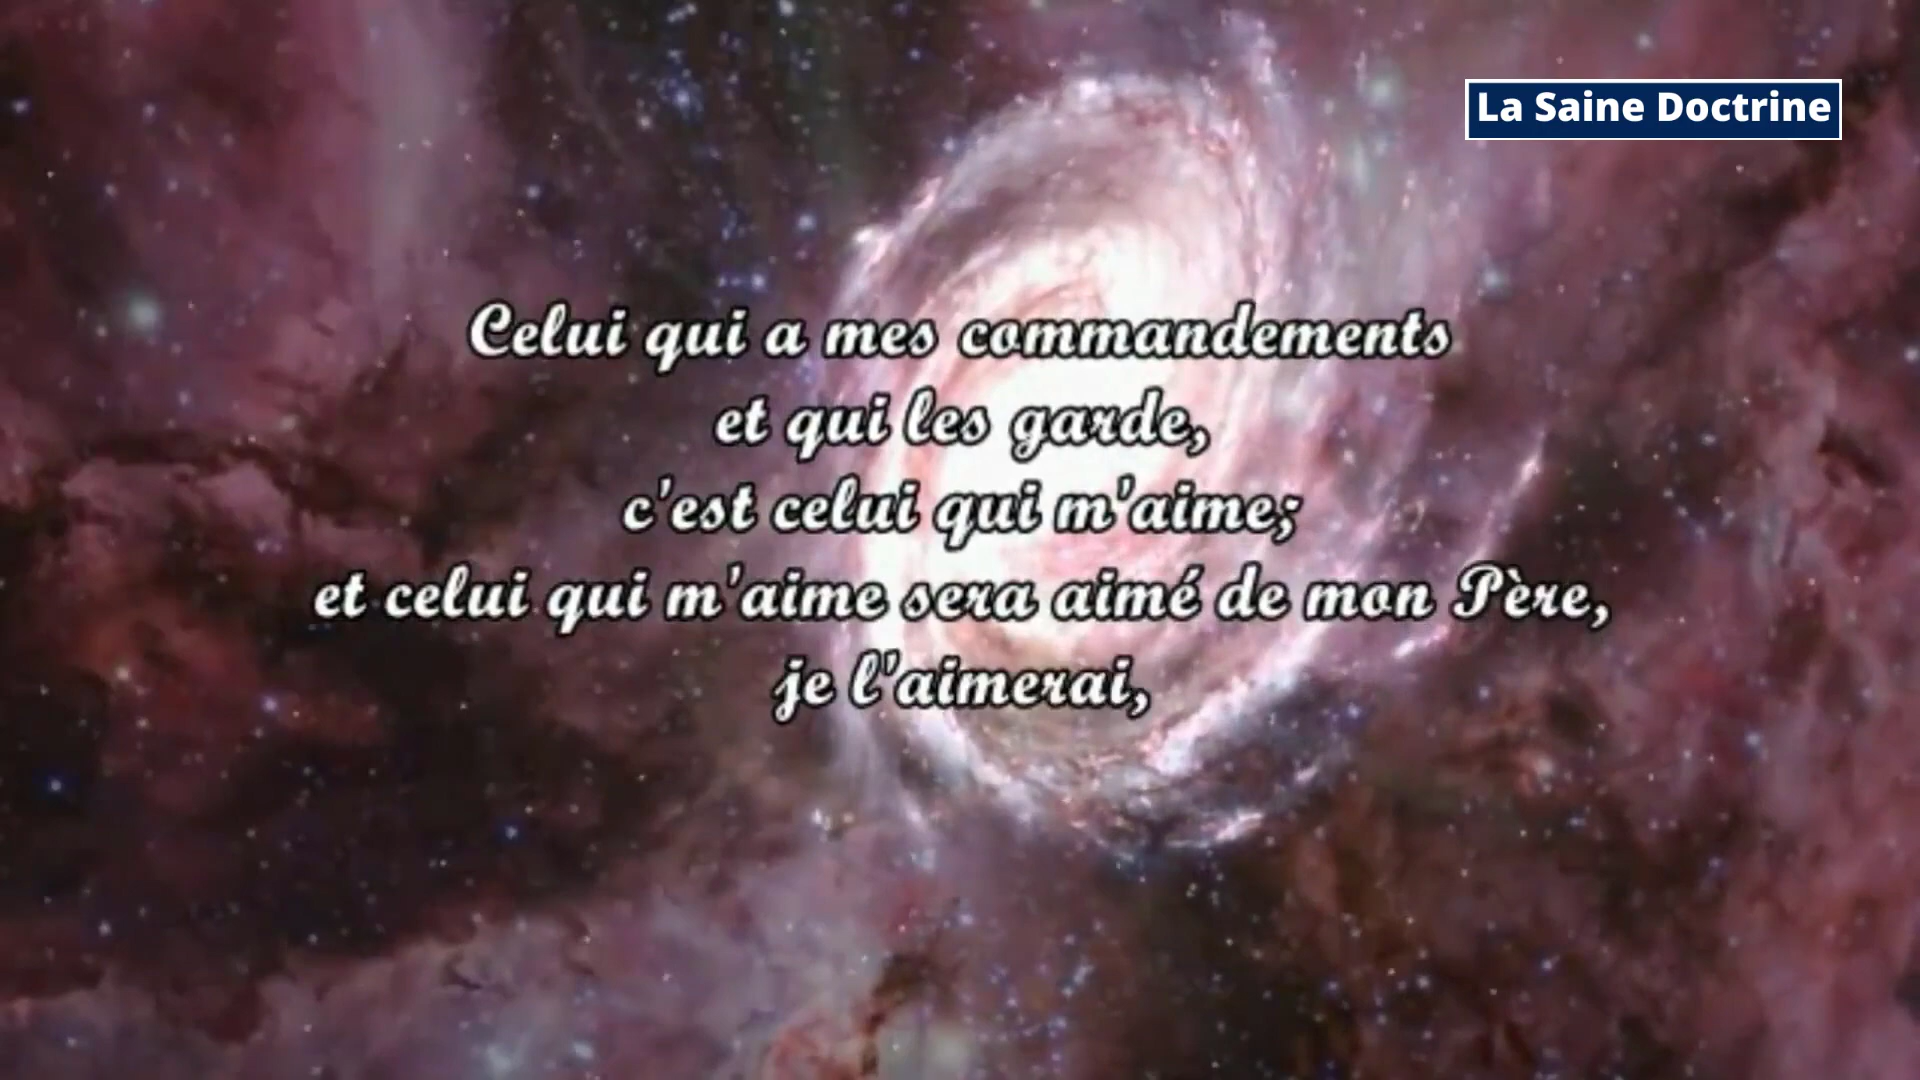 La Saine Doctrine
Celui qui a mes commandements
et qui les garde,
c'est celui qui m'aime;
et celui qui m'aime sera aimé de mon Père,
je l'aimerai,